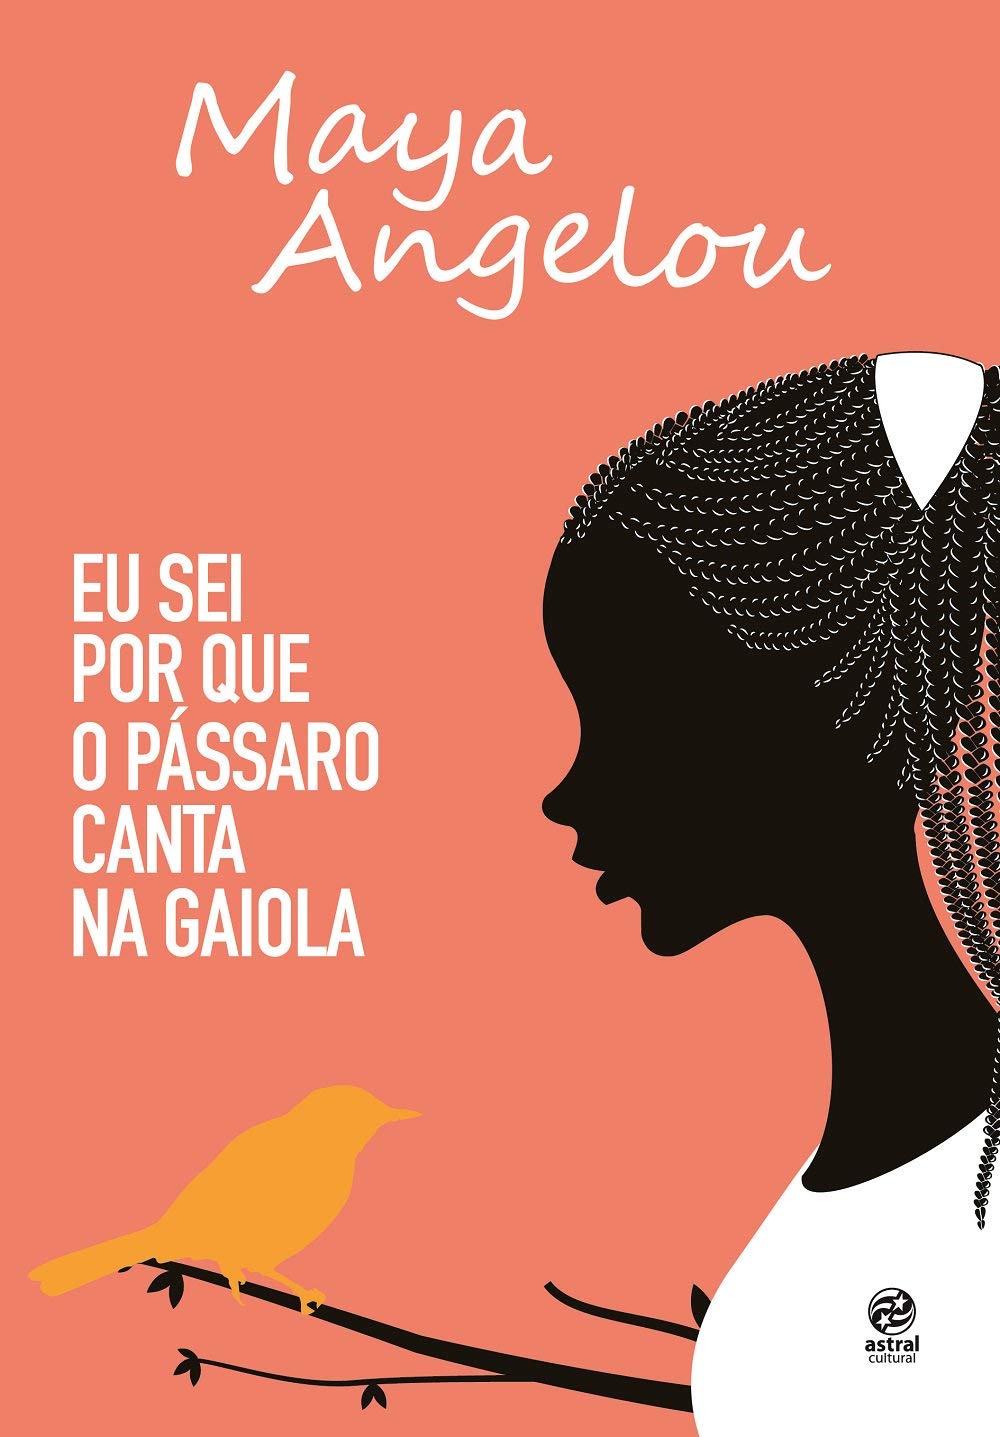 Maya
Angelou
EU SEI
POR QUE
O PÁSSARO
CANTA
NA GAIOLA
astral
cultural